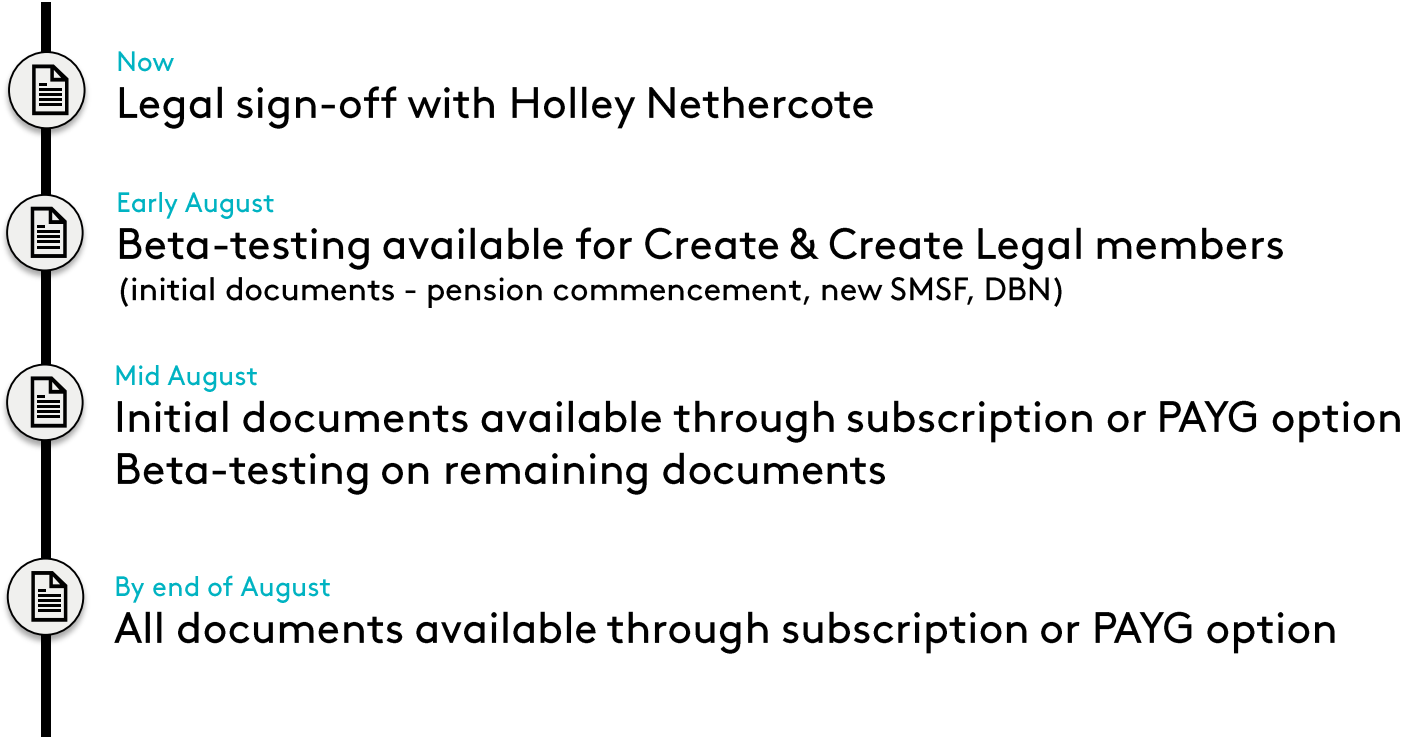 Now
Legal sign-off with Holley Nethercote
Early August
Beta-testing available for Create & Create Legal members
(initial documents - pension commencement, new SMSF, DBN)
Mid August
Initial documents available through subscription or PAYG option
Beta-testing on remaining documents
By end of August
All documents available through subscription or PAYG option